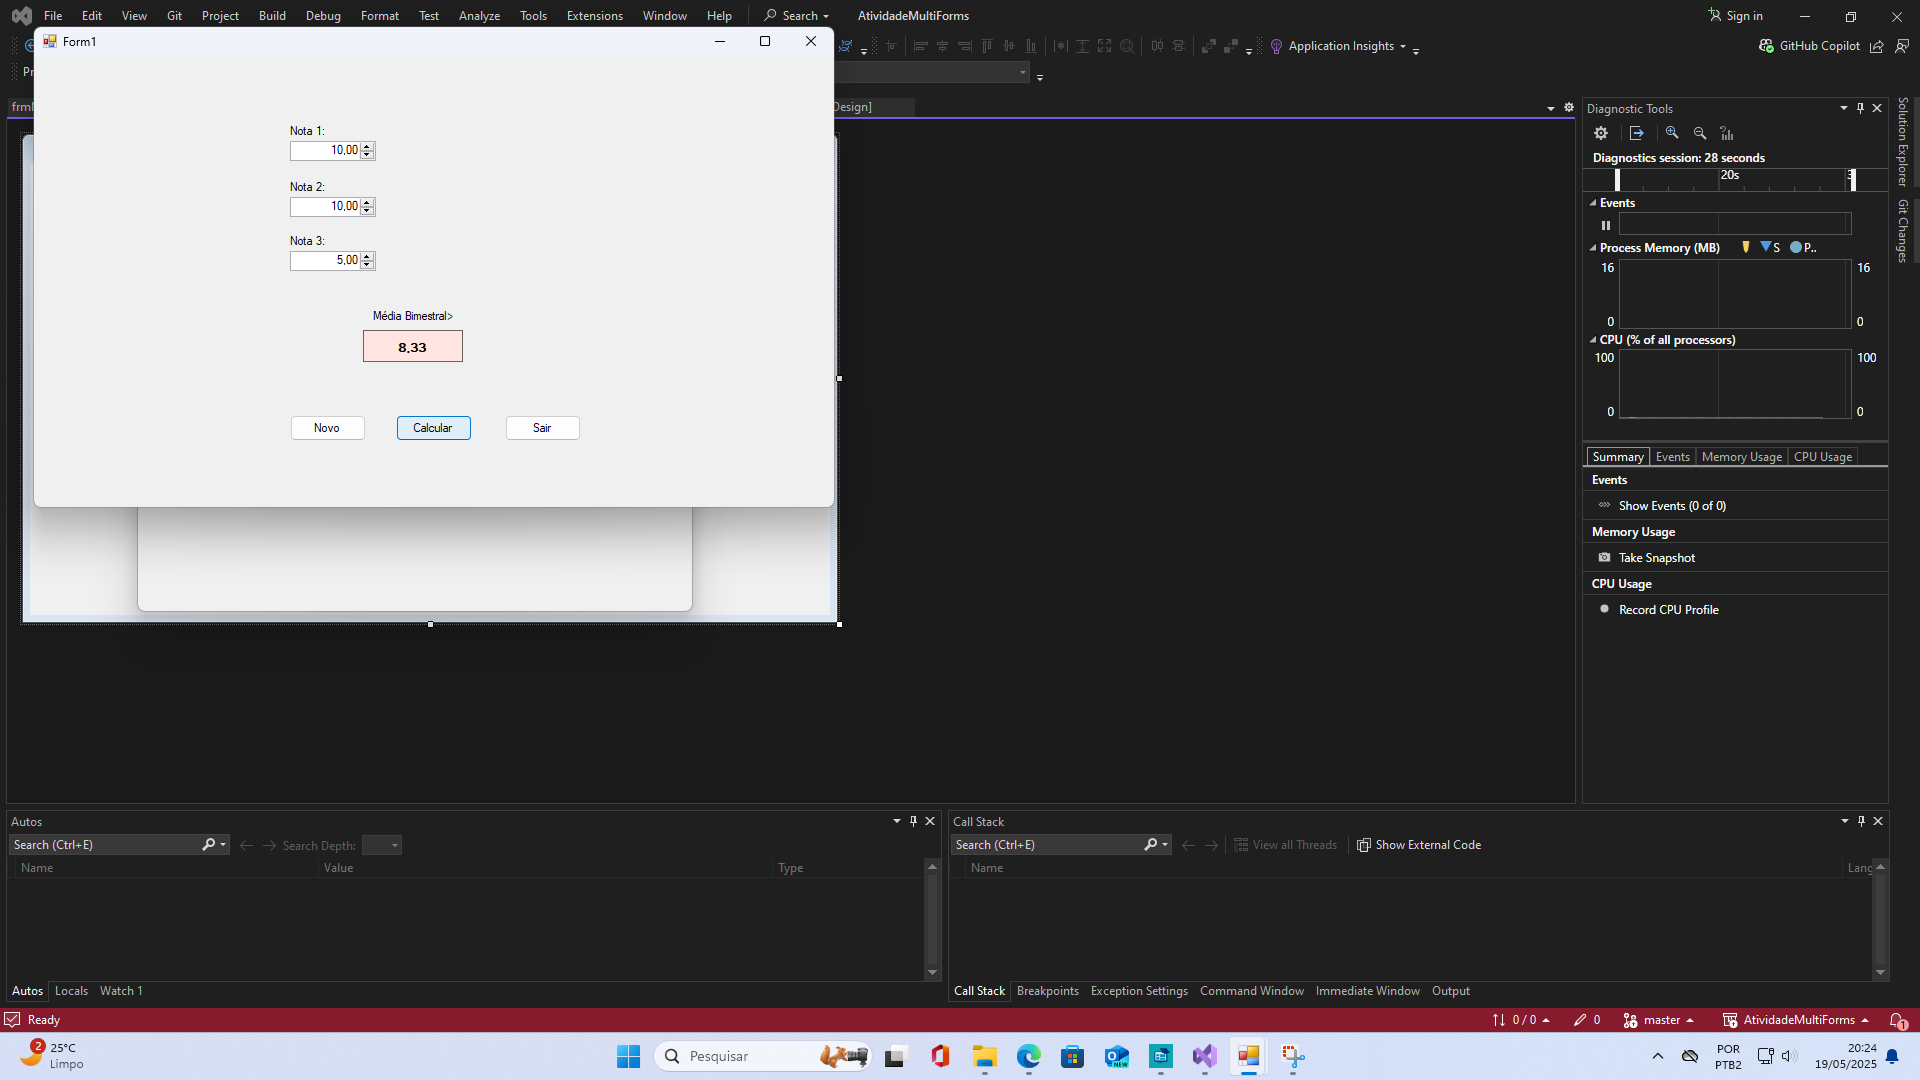 File Edit View Git Project Build Debug Format Test Analyze Tools Extensions Window Help Search AtividadeMultiForms Sign in
Form1
Application Insights GitHub Copilot
Design]
Nota 1:
10,00
Nota 2:
10,00
Nota 3:
5,00
Média Bimestral>
8,33
Novo Calcular Sair
Diagnostic Tools
Diagnostics session: 28 seconds
20s
Events
Process Memory (MB) S P..
16 16
0 0
CPU (% of all processors)
100 100
0 0
Summary Events Memory Usage CPU Usage
Events
Show Events (0 of 0)
Memory Usage
Take Snapshot
CPU Usage
Record CPU Profile
Solution Explorer
Git Changes
Autos
Search (Ctrl+E) Search Depth:
Name Value Type
Autos Locals Watch 1
Call Stack
Search (Ctrl+E) View all Threads Show External Code
Name Lang
Call Stack Breakpoints Exception Settings Command Window Immediate Window Output
Ready 0 / 0 0 master AtividadeMultiForms 1
2 25°C
Limpo
Pesquisar
NEW
POR
PTB2
20:24
19/05/2025